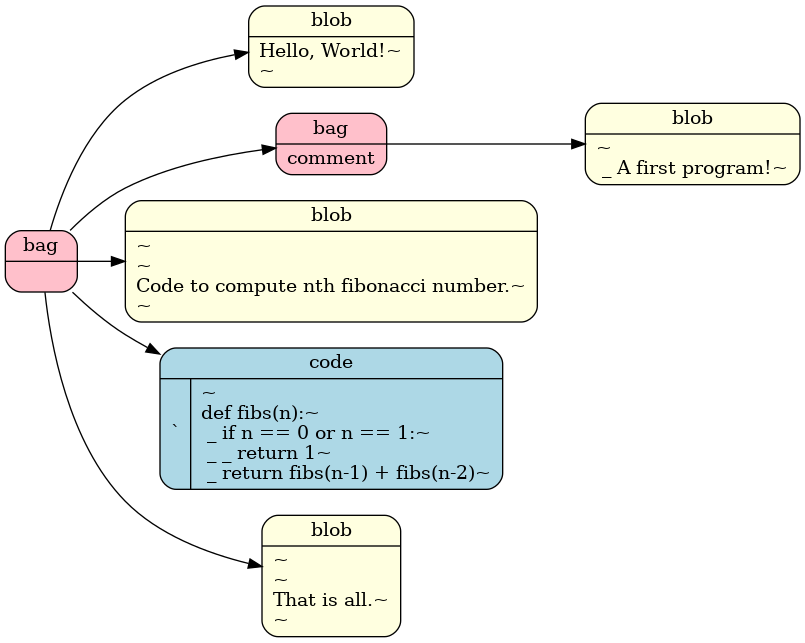 blob
Hello, World!~
~
bag
comment
blob
~
_ A first program!~
blob
~
~
Code to compute nth fibonacci number.~
~
bag
code
`
~
def fibs(n):~
_ if n == 0 or n == 1:~
_ _ return 1~
_ return fibs(n-1) + fibs(n-2)~
blob
~
~
That is all.~
~